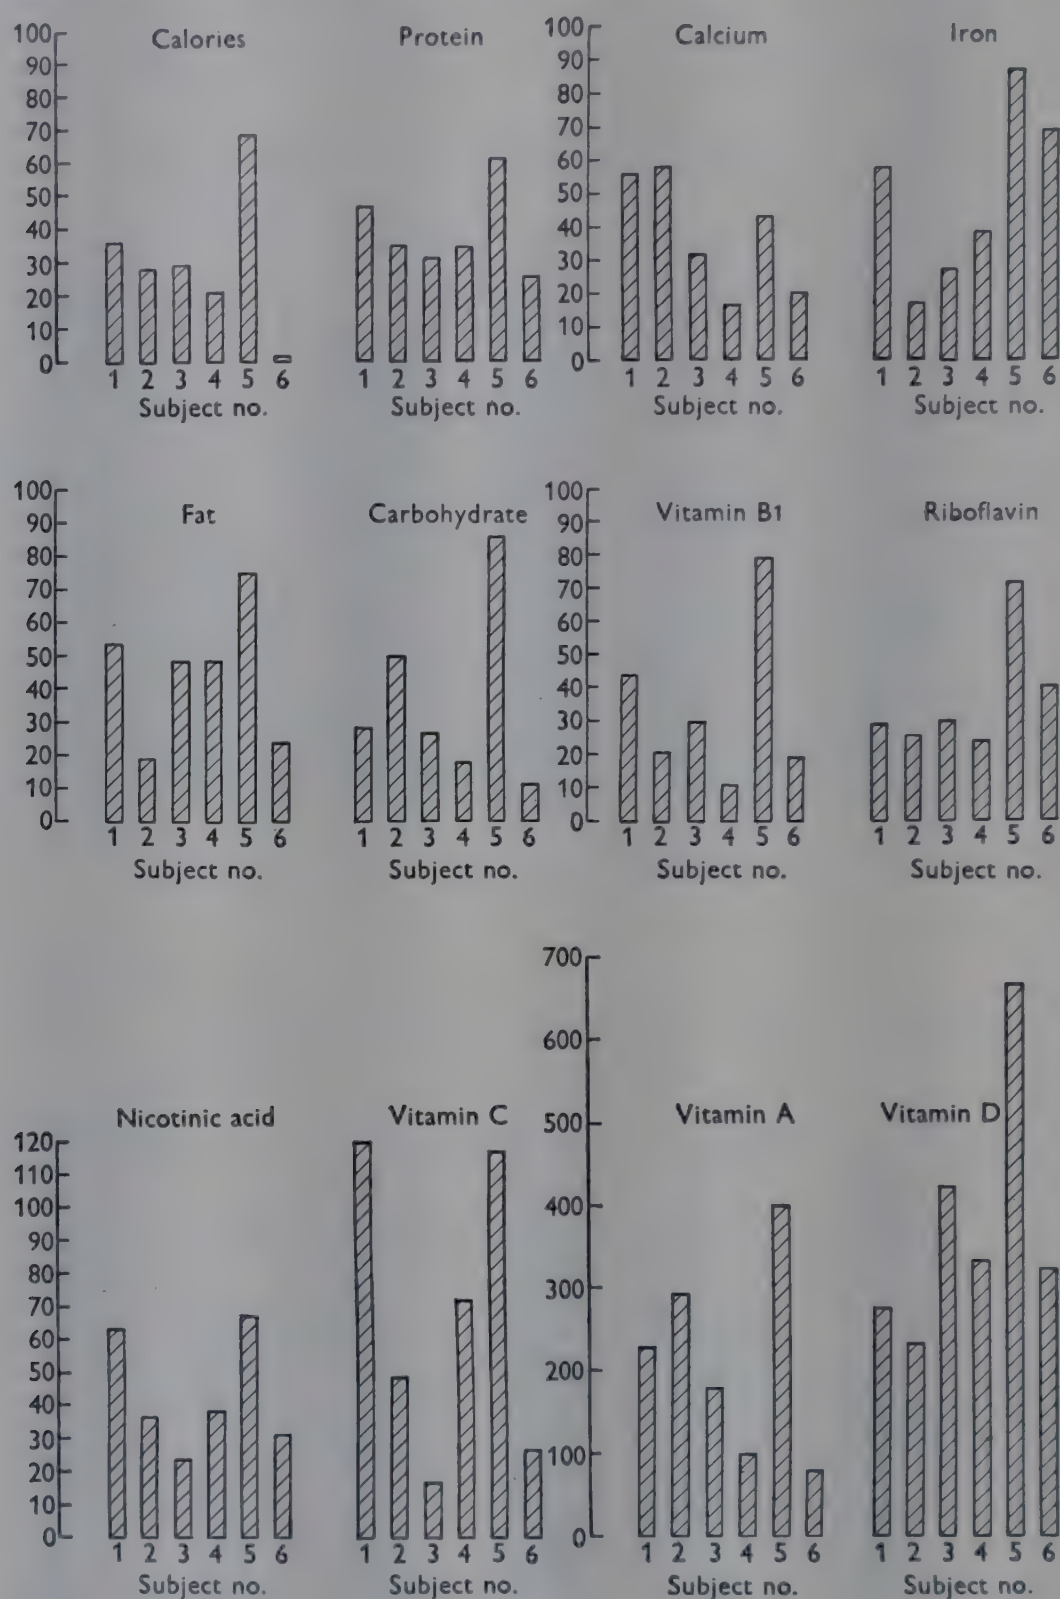 Calories
100
90
80
70
60
50
40
30
20
10
0
1 2 3 4 5 6
Subject no.
Protein
1 2 3 4 5 6
Subject no.
Calcium
100
90
80
70
60
50
40
30
20
10
0
1 2 3 4 5 6
Subject no.
Iron
1 2 3 4 5 6
Subject no.
Fat
100
90
80
70
60
50
40
30
20
10
0
1 2 3 4 5 6
Subject no.
Carbohydrate
1 2 3 4 5 6
Subject no.
Vitamin B1
100
90
80
70
60
50
40
30
20
10
0
1 2 3 4 5 6
Subject no.
Riboflavin
1 2 3 4 5 6
Subject no.
Nicotinic acid
120
110
100
90
80
70
60
50
40
30
20
10
0
1 2 3 4 5 6
Subject no.
Vitamin C
1 2 3 4 5 6
Subject no.
Vitamin A
700
600
500
400
300
200
100
0
1 2 3 4 5 6
Subject no.
Vitamin D
1 2 3 4 5 6
Subject no.